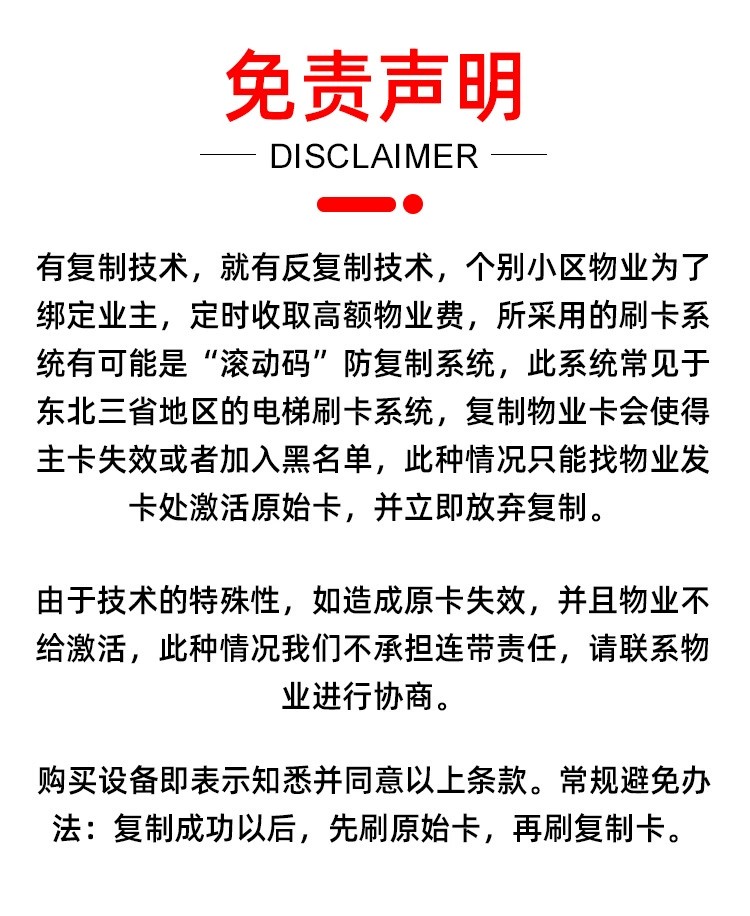 免责声明
DISCLAIMER
有复制技术，就有反复制技术，个别小区物业为了
绑定业主，定时收取高额物业费，所采用的刷卡系
统有可能是“滚动码”防复制系统，此系统常见于
东北三省地区的电梯刷卡系统，复制物业卡会使得
主卡失效或者加入黑名单，此种情况只能找物业发
卡处激活原始卡，并立即放弃复制。
由于技术的特殊性，如造成原卡失效，并且物业不
给激活，此种情况我们不承担连带责任，请联系物
业进行协商。
购买设备即表示知悉并同意以上条款。常规避免办
法：复制成功以后，先刷原始卡，再刷复制卡。